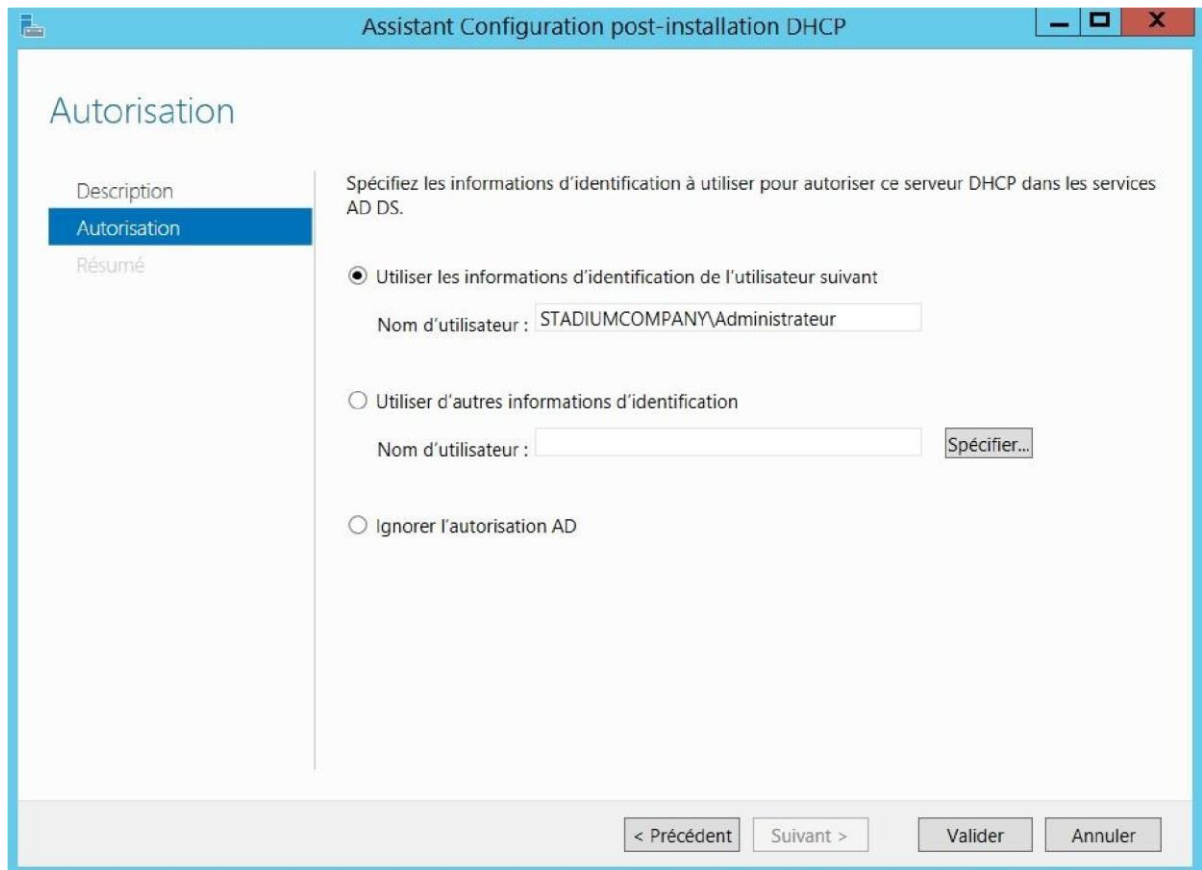 Assistant Configuration post-installation DHCP
Autorisation
Description
Autorisation
Résumé
Spécifiez les informations d'identification à utiliser pour autoriser ce serveur DHCP dans les services
AD DS.
Utiliser les informations d'identification de l'utilisateur suivant
Nom d'utilisateur : STADIUMCOMPANY\Administrateur
Utiliser d'autres informations d'identification
Nom d'utilisateur : Spécifier...
Ignorer l'autorisation AD
< Précédent Suivant > Valider Annuler